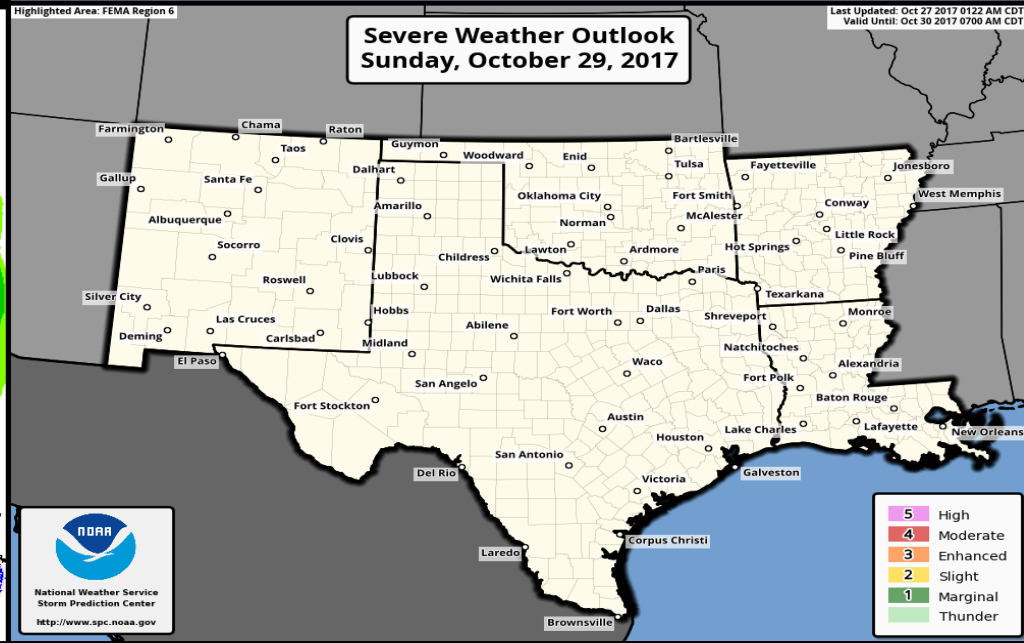 Highlighted Area: FEMA Region 6
Last Updated: Oct 27 2017 0122 AM CDT
Valid Until: Oct 30 2017 0700 AM CDT
Severe Weather Outlook
Sunday, October 29, 2017
Farmington
Chama
Raton
Guymon
Bartlesville
Taos
Woodward
Enid
Tulsa
Fayetteville
Jonesboro
Gallup
Santa Fe
Dalhart
Oklahoma City
Fort Smith
West Memphis
Albuquerque
Amarillo
Norman
McAlester
Conway
Socorro
Clovis
Childress
Lawton
Ardmore
Hot Springs
Little Rock
Pine Bluff
Roswell
Lubbock
Wichita Falls
Paris
Silver City
Texarkana
Deming
Las Cruces
Carlsbad
Hobbs
Abilene
Fort Worth
Dallas
Shreveport
Monroe
El Paso
Midland
Natchitoches
San Angelo
Waco
Fort Polk
Alexandria
Fort Stockton
Austin
Baton Rouge
Houston
Lake Charles
Lafayette
New Orleans
San Antonio
Del Rio
Galveston
Victoria
Laredo
Corpus Christi
Brownsville
NOAA
National Weather Service
Storm Prediction Center
http://www.spc.noaa.gov
5 High
4 Moderate
3 Enhanced
2 Slight
1 Marginal
Thunder